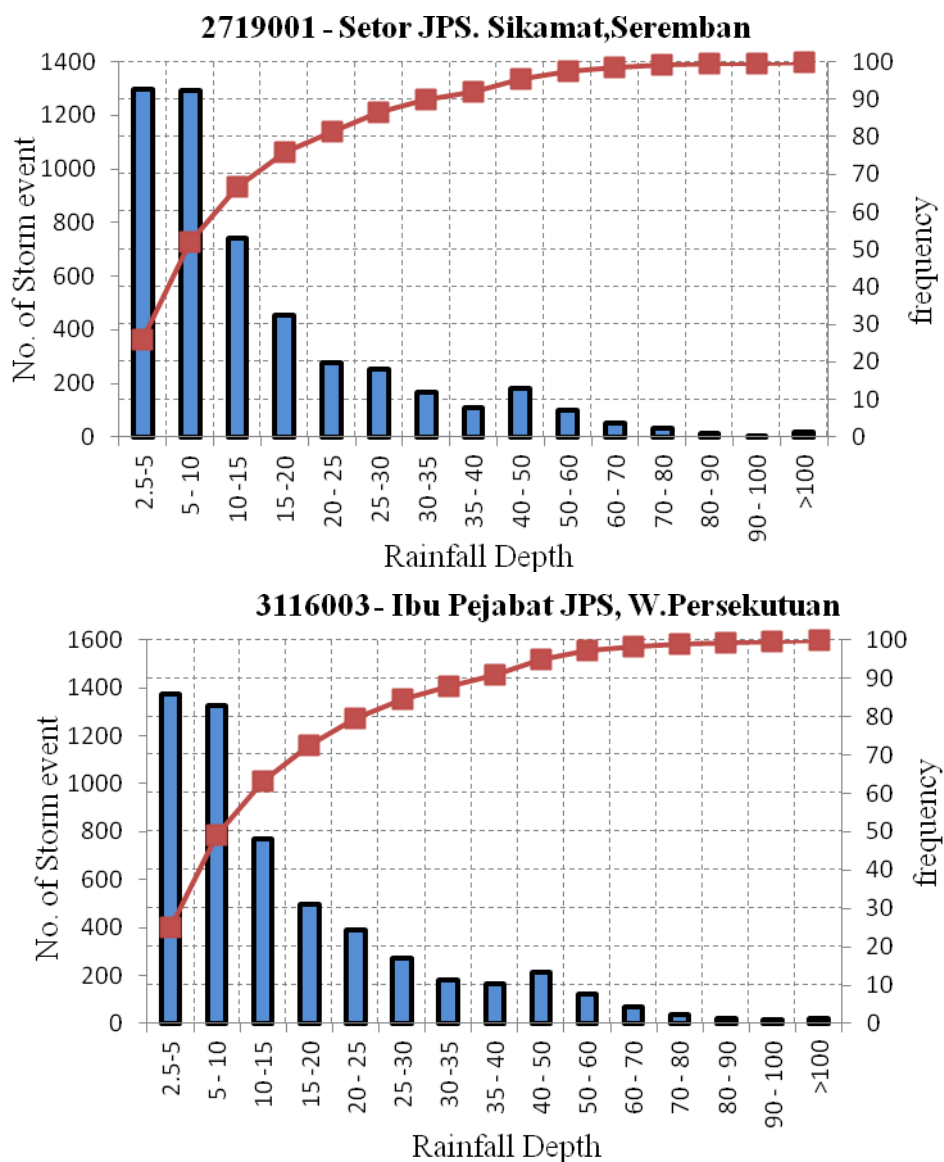 2719001 - Setor JPS. Sikamat,Seremban
No. of Storm event
1400
1200
1000
800
600
400
200
0
100
90
80
70
60
50
40
30
20
10
0
frequency
2.5-5
5 - 10
10 -15
15 -20
20 - 25
25 -30
30 -35
35 - 40
40 - 50
50 - 60
60 - 70
70 - 80
80 - 90
90 - 100
>100
Rainfall Depth
3116003 - Ibu Pejabat JPS, W.Persekutuan
No. of Storm event
1600
1400
1200
1000
800
600
400
200
0
100
90
80
70
60
50
40
30
20
10
0
frequency
2.5-5
5 - 10
10 -15
15 -20
20 - 25
25 -30
30 -35
35 - 40
40 - 50
50 - 60
60 - 70
70 - 80
80 - 90
90 - 100
>100
Rainfall Depth